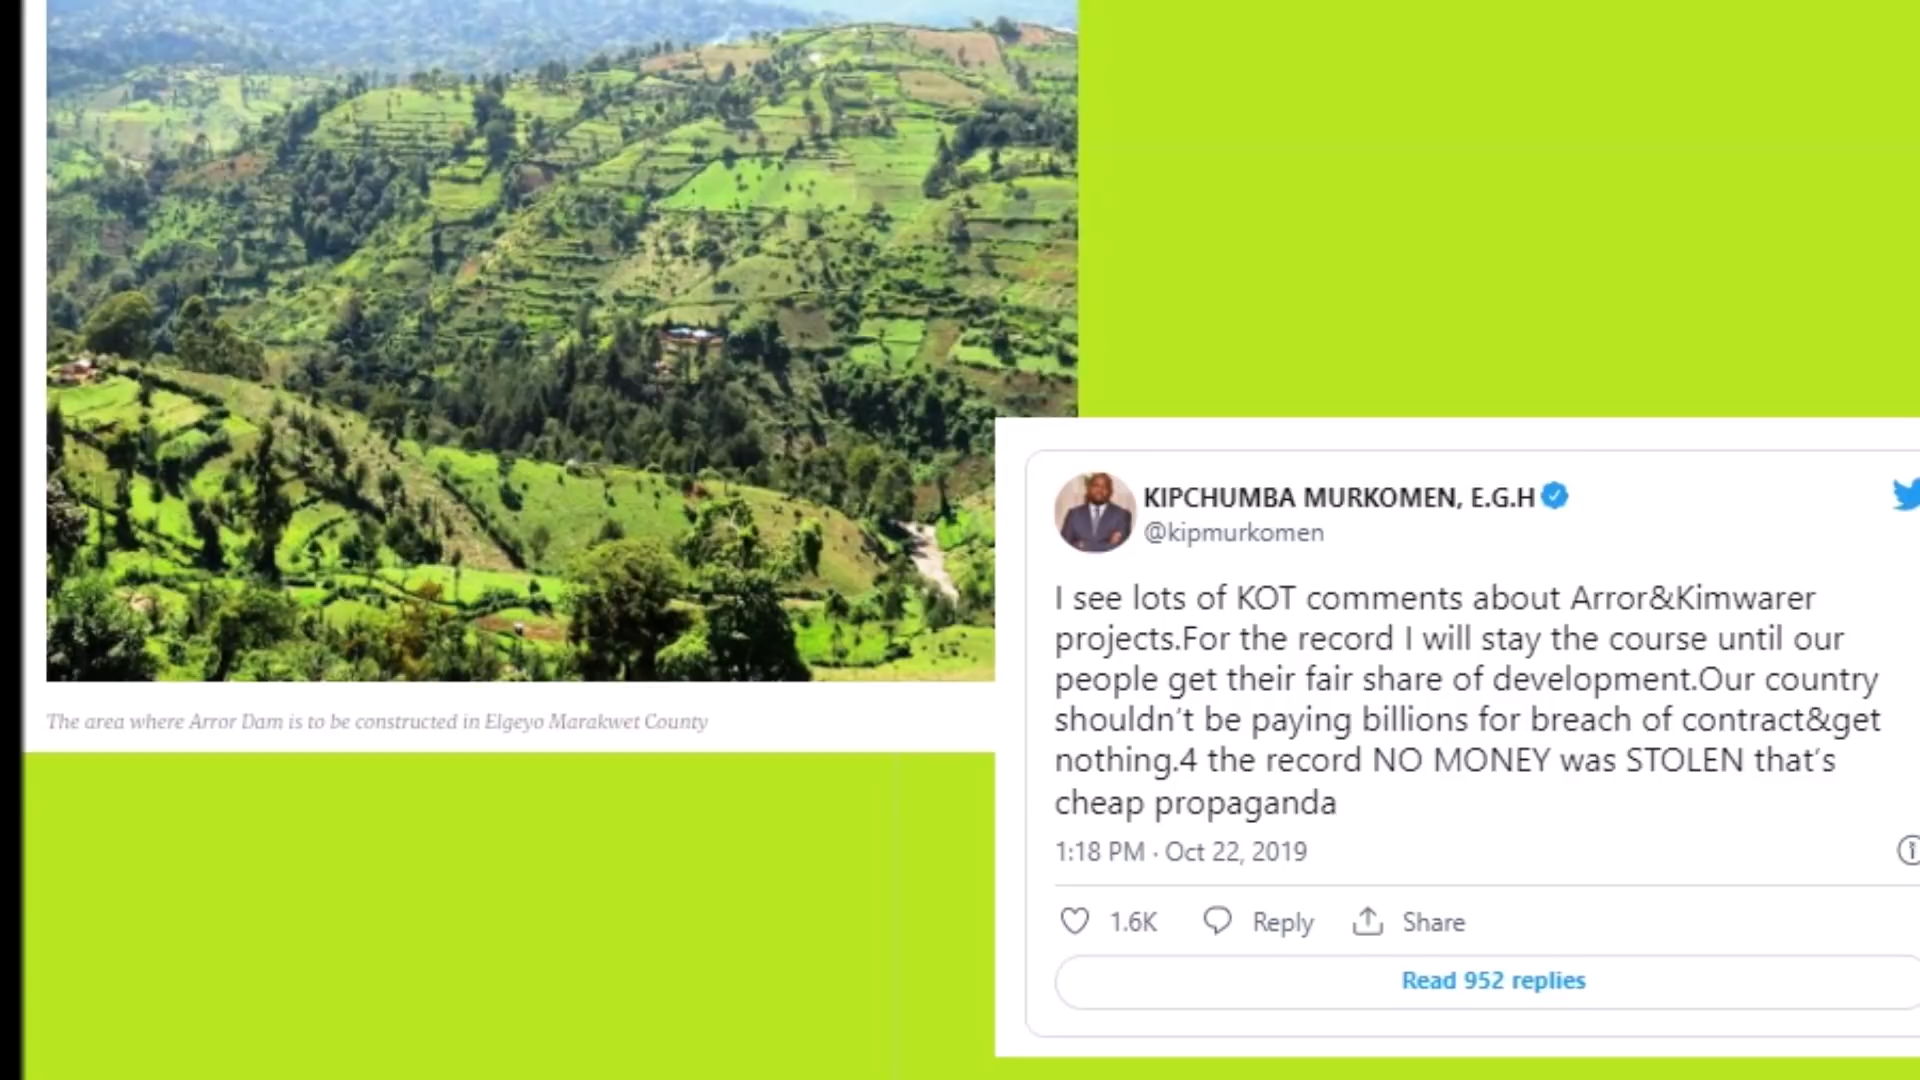 The area where Arror Dam is to be constructed in Elgeyo Marakwet County
KIPCHUMBA MURKOMEN, E.G.H
@kipmurkomen
I see lots of KOT comments about Arror&Kimwarer
projects.For the record I will stay the course until our
people get their fair share of development.Our country
shouldn't be paying billions for breach of contract&get
nothing.4 the record NO MONEY was STOLEN that's
cheap propaganda
1:18 PM · Oct 22, 2019
1.6K Reply Share
Read 952 replies